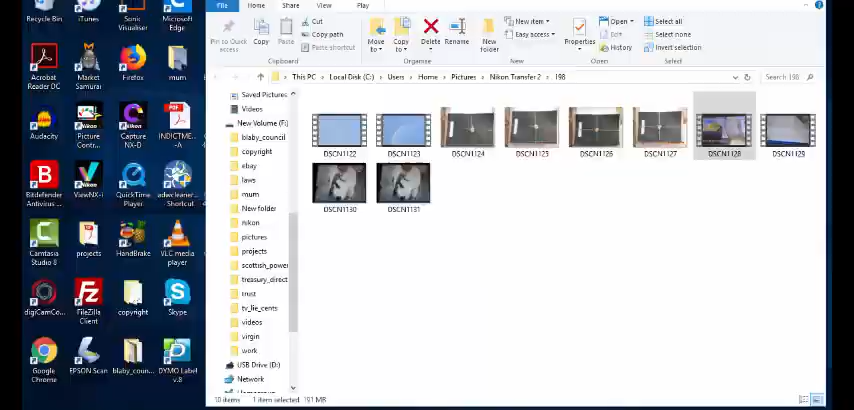 File Home Share View Play
Pin to Quick access
Copy
Paste
Cut
Copy path
Paste shortcut
Clipboard
Move to
Copy to
Delete
Rename
Organise
New folder
New item
Easy access
New
Properties
Open
Edit
History
Open
Select all
Select none
Invert selection
Select
This PC > Local Disk (C:) > Users > Home > Pictures > Nikon Transfer 2 > 198
Search 198
Recycle Bin
iTunes
Sonic Visualiser
Microsoft Edge
Acrobat Reader DC
Market Samurai
Firefox
mum
Audacity
Picture Contr...
Capture NX-D
INDICTME... -A
Bitdefender Antivirus ...
ViewNX-i
QuickTime Player
adwcleaner... Shortcut
Camtasia Studio 8
projects
HandBrake
VLC media player
digiCamCo...
FileZilla Client
copyright
Skype
Google Chrome
EPSON Scan
blaby_coun...
DYMO Label v.8
Saved Pictures
Videos
New Volume (F:)
blaby_council
copyright
ebay
laws
mum
New folder
nikon
pictures
projects
scottish_power
treasury_direct
trust
tv_lie_cents
videos
virgin
work
USB Drive (D:)
Network
DSCN1122
DSCN1123
DSCN1124
DSCN1125
DSCN1126
DSCN1127
DSCN1128
DSCN1129
DSCN1130
DSCN1131
10 items 1 item selected 191 MB